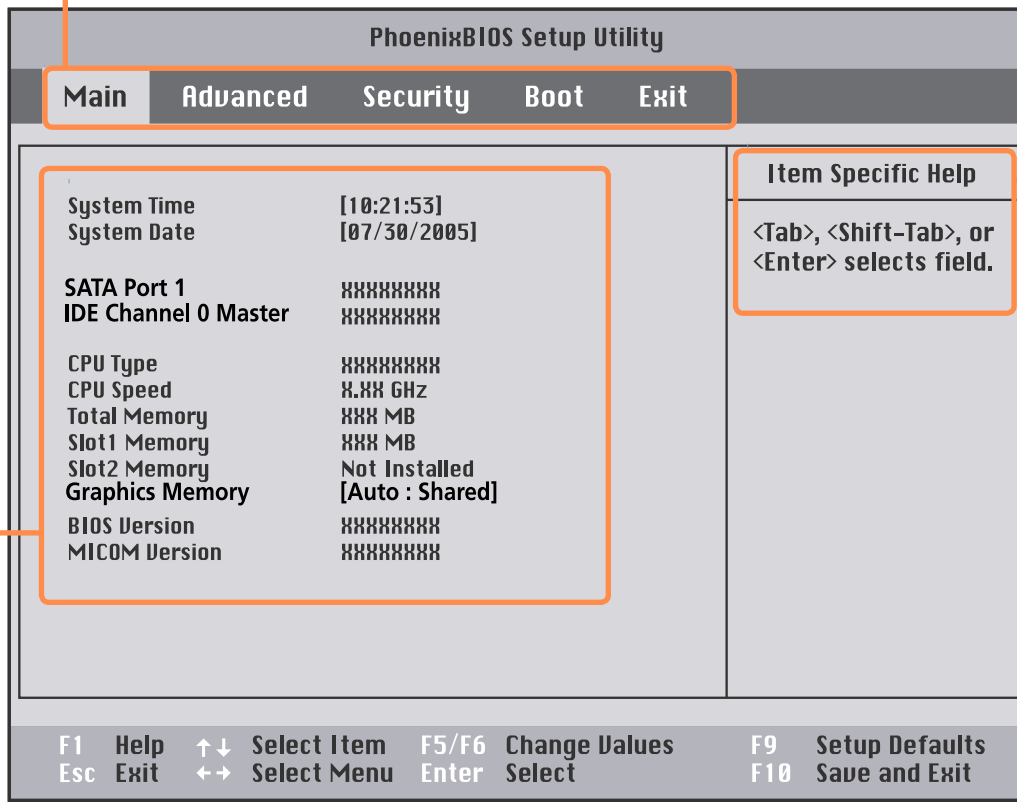 PhoenixBIOS Setup Utility
Main Advanced Security Boot Exit
Item Specific Help
<Tab>, <Shift-Tab>, or
<Enter> selects field.
System Time [10:21:53]
System Date [07/30/2005]
SATA Port 1 XXXXXXXX
IDE Channel 0 Master XXXXXXXX
CPU Type XXXXXXXX
CPU Speed X.XX GHz
Total Memory XXX MB
Slot1 Memory XXX MB
Slot2 Memory Not Installed
Graphics Memory [Auto : Shared]
BIOS Version XXXXXXXX
MICOM Version XXXXXXXX
F1 Help ↑↓ Select Item F5/F6 Change Values F9 Setup Defaults
Esc Exit ←→ Select Menu Enter Select F10 Save and Exit